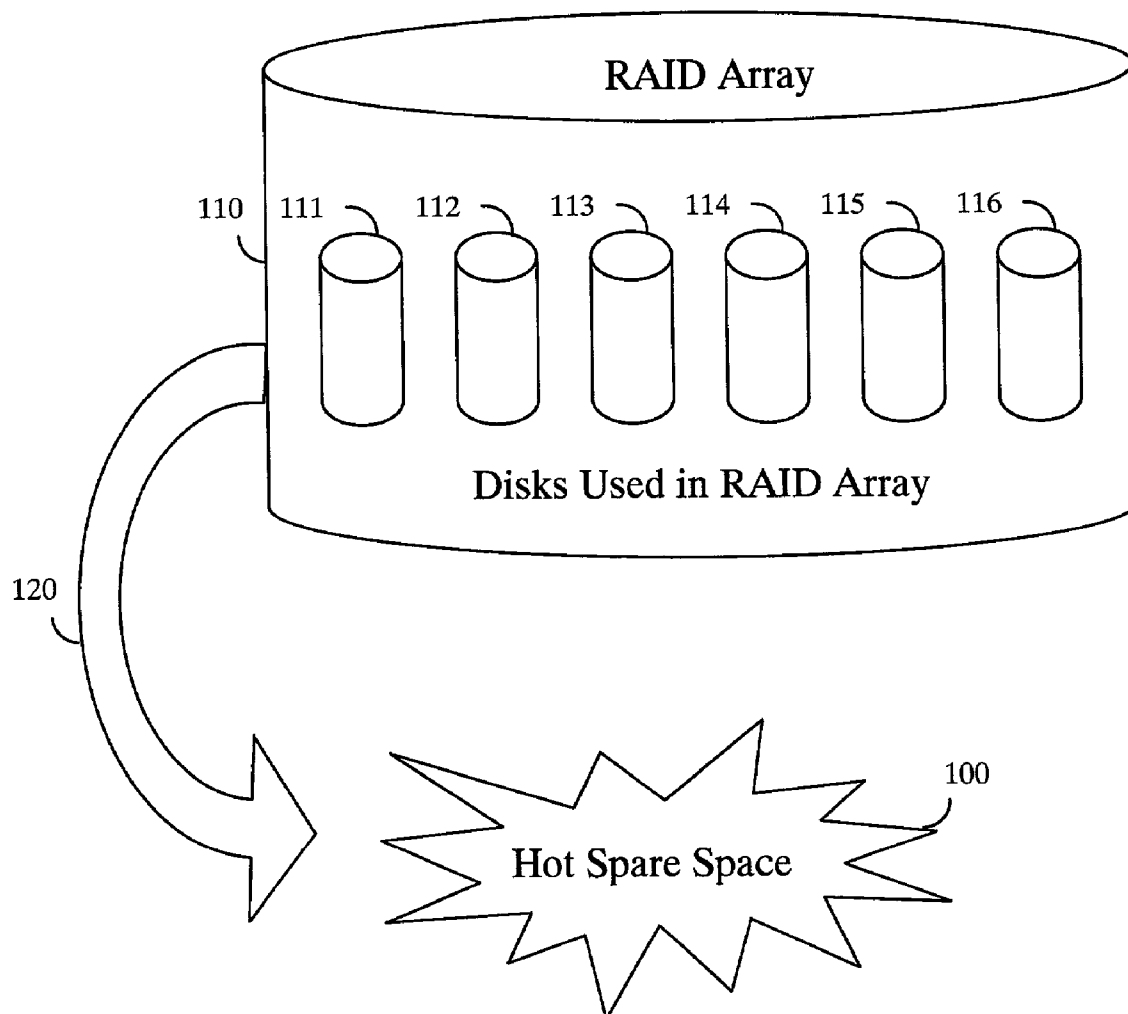 RAID Array
110 111 112 113 114 115 116
Disks Used in RAID Array
120
100
Hot Spare Space